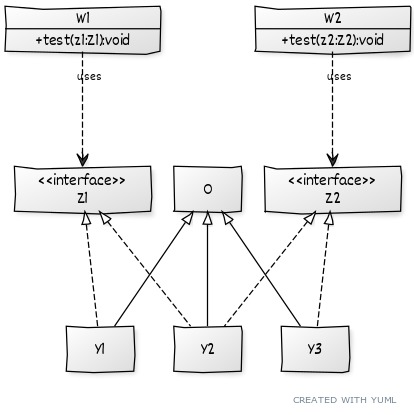 W1
W2
+test(z1:Z1):void
+test(z2:Z2):void
uses
uses
<<interface>>
Z1
O
<<interface>>
Z2
Y1
Y2
Y3
CREATED WITH YUML